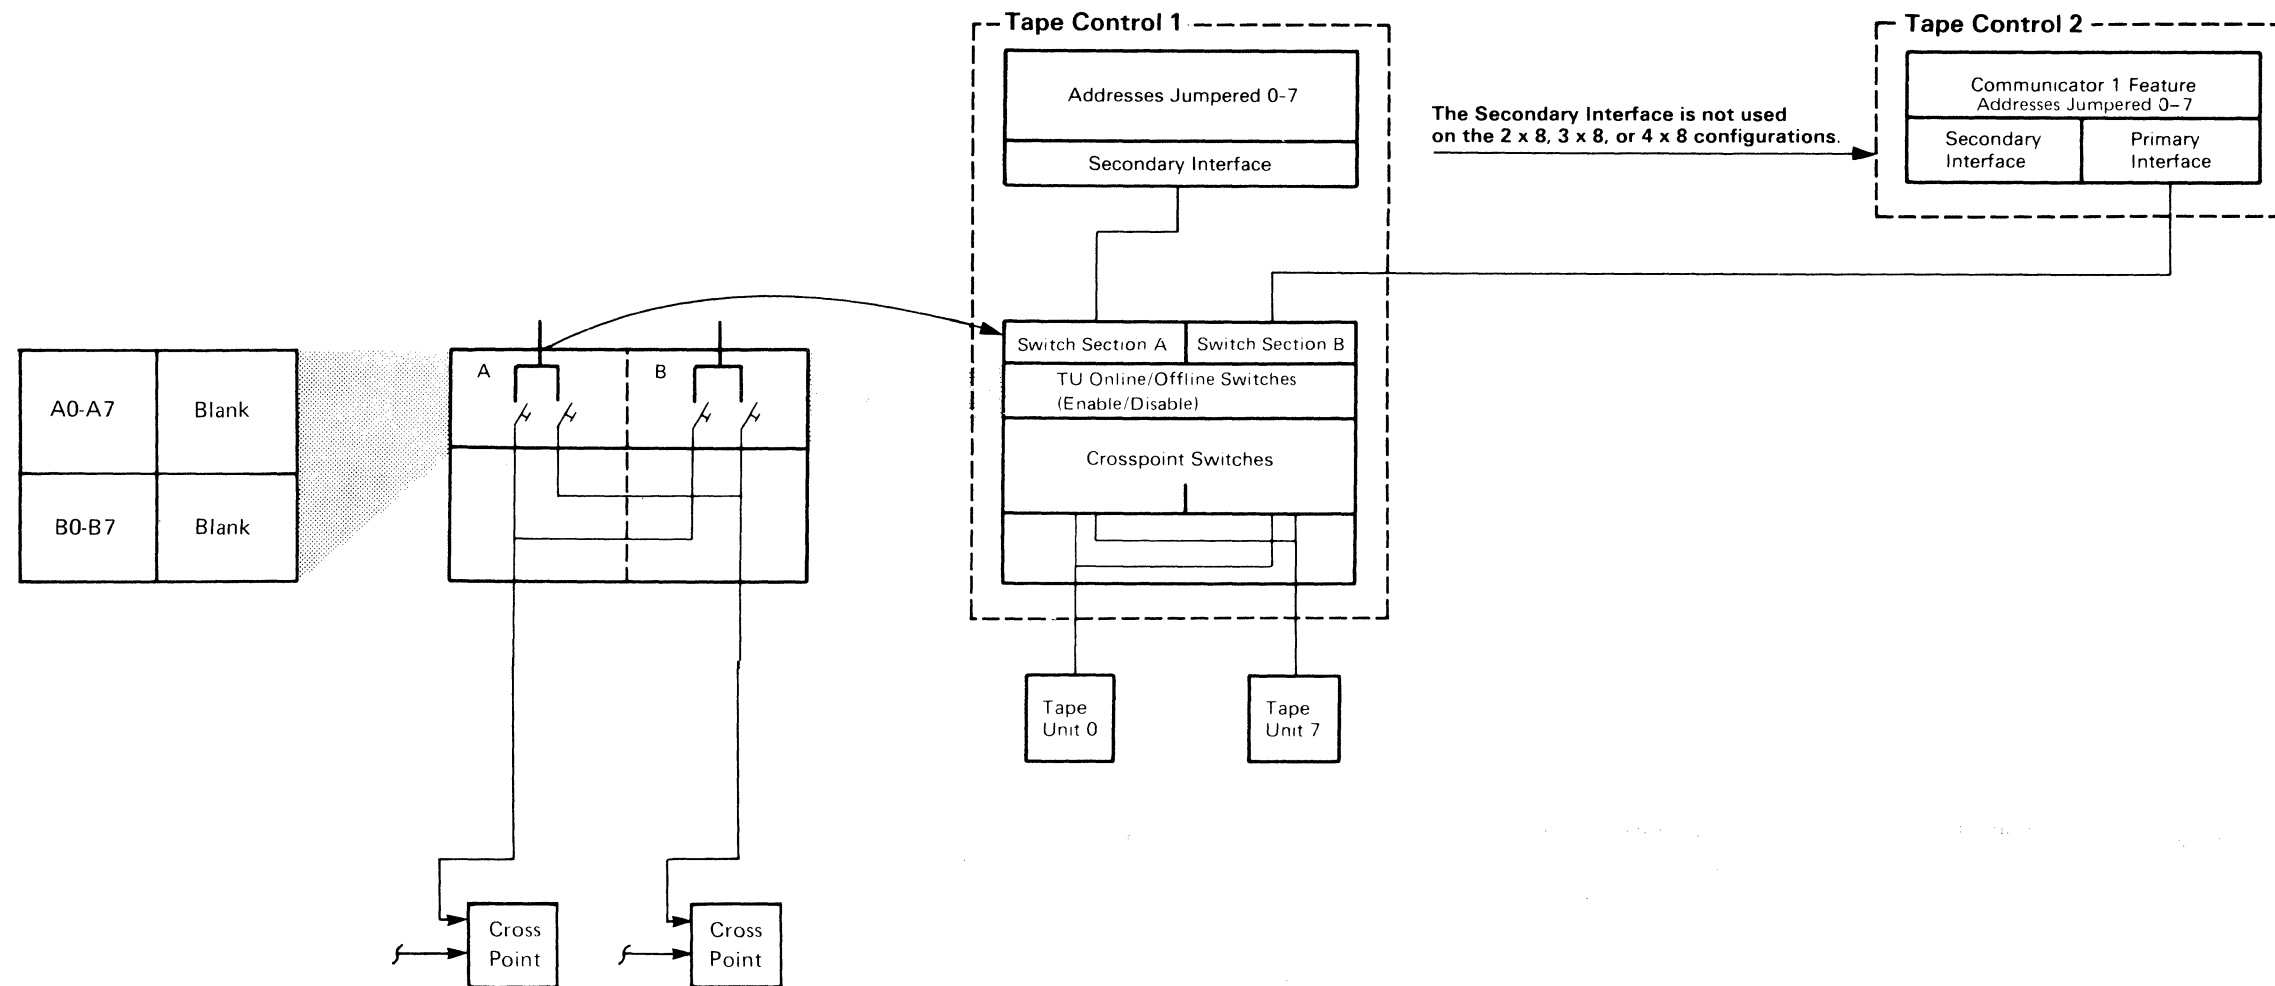 Tape Control 1
Tape Control 2
Addresses Jumpered 0-7
Secondary Interface
The Secondary Interface is not used
on the 2 x 8, 3 x 8, or 4 x 8 configurations.
Communicator 1 Feature
Addresses Jumpered 0-7
Secondary
Interface
Primary
Interface
A0-A7
Blank
B0-B7
Blank
A
B
Switch Section A
Switch Section B
TU Online/Offline Switches
(Enable/Disable)
Crosspoint Switches
Tape
Unit 0
Tape
Unit 7
Cross
Point
Cross
Point